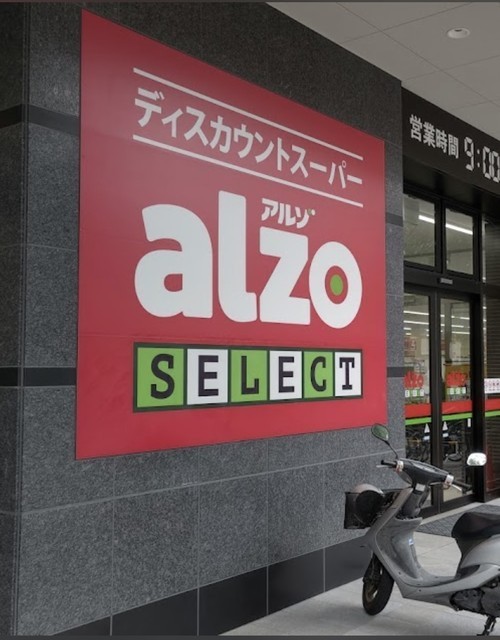 ディスカウントスーパー
アルゾ
alzo
SELECT
営業時間 9:00